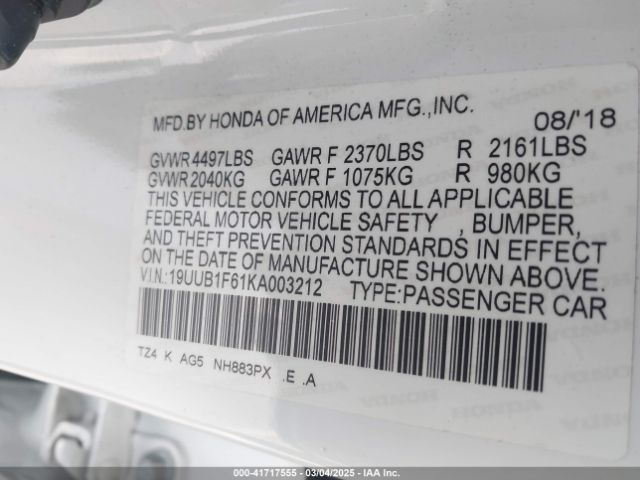 MFD.BY HONDA OF AMERICA MFG.,INC. 08/'18
GVWR 4497LBS GAWR F 2370LBS R 2161LBS
GVWR 2040KG GAWR F 1075KG R 980KG
THIS VEHICLE CONFORMS TO ALL APPLICABLE
FEDERAL MOTOR VEHICLE SAFETY , BUMPER,
AND THEFT PREVENTION STANDARDS IN EFFECT
ON THE DATE OF MANUFACTURE SHOWN ABOVE.
V.I.N.:19UUB1F61KA003212 TYPE:PASSENGER CAR
TZ4 K AG5 NH883PX .E .A
HONDA HONDA
000-41717555 - 03/04/2025 - IAA Inc.